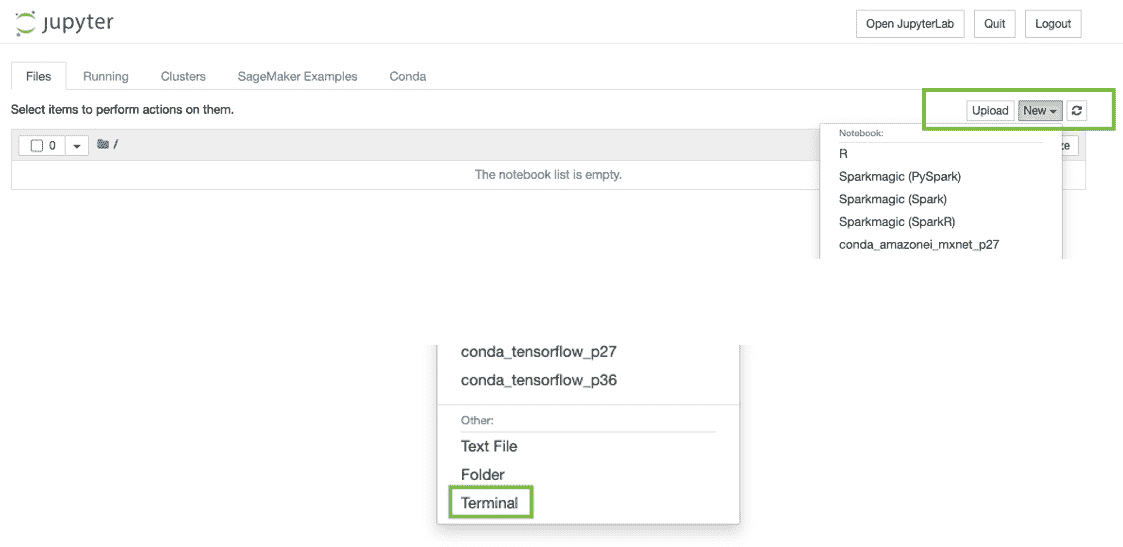 jupyter
Open JupyterLab Quit Logout
Files Running Clusters SageMaker Examples Conda
Select items to perform actions on them.
Upload New
0 /
Notebook:
The notebook list is empty.
R
Sparkmagic (PySpark)
Sparkmagic (Spark)
Sparkmagic (SparkR)
conda_amazonei_mxnet_p27
conda_tensorflow_p27
conda_tensorflow_p36
Other:
Text File
Folder
Terminal